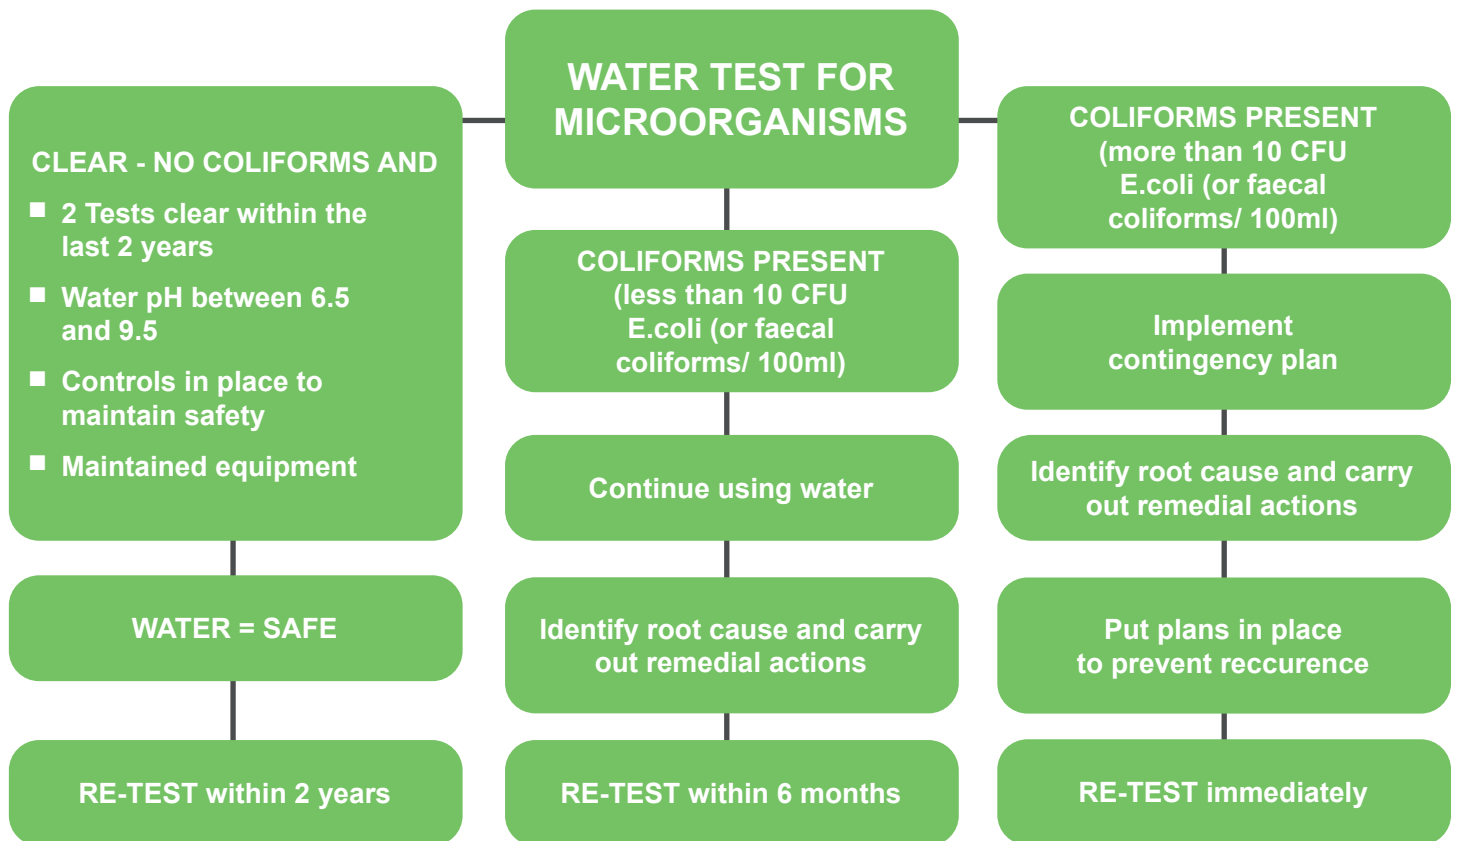 WATER TEST FOR
MICROORGANISMS
CLEAR - NO COLIFORMS AND
2 Tests clear within the
last 2 years
Water pH between 6.5
and 9.5
Controls in place to
maintain safety
Maintained equipment
WATER = SAFE
RE-TEST within 2 years
COLIFORMS PRESENT
(less than 10 CFU
E.coli (or faecal
coliforms/ 100ml)
Continue using water
Identify root cause and carry
out remedial actions
RE-TEST within 6 months
COLIFORMS PRESENT
(more than 10 CFU
E.coli (or faecal
coliforms/ 100ml)
Implement
contingency plan
Identify root cause and carry
out remedial actions
Put plans in place
to prevent reccurence
RE-TEST immediately